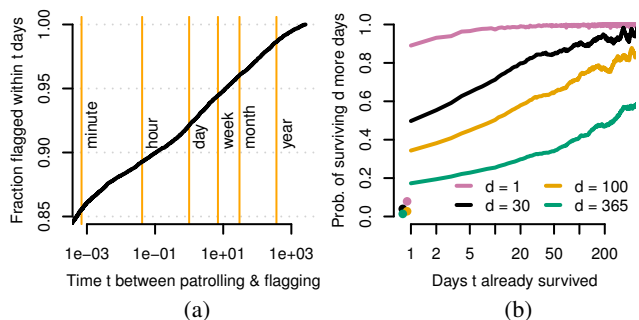 Fraction flagged within t days
0.85 0.90 0.95 1.00
minute
hour
day
week
month
year
1e−03 1e−01 1e+01 1e+03
Time t between patrolling & flagging
(a)
Prob. of surviving d more days
0.0 0.2 0.4 0.6 0.8 1.0
d = 1 d = 100
d = 30 d = 365
1 2 5 20 50 200
Days t already survived
(b)